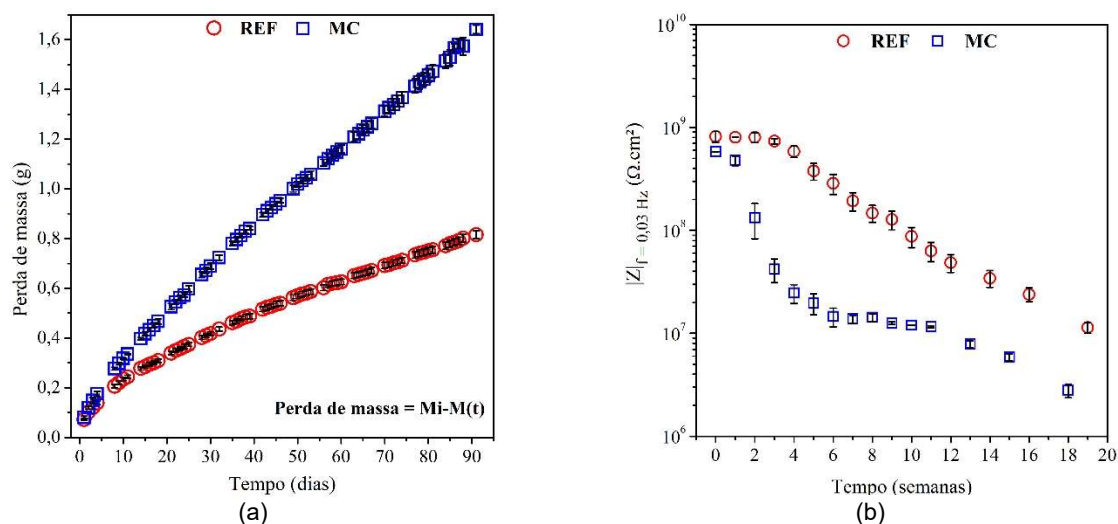 REF MC
1,6
1,4
1,2
1,0
0,8
0,6
0,4
0,2
0,0
Perda de massa (g)
Perda de massa = Mi-M(t)
0 10 20 30 40 50 60 70 80 90
Tempo (dias)
(a)
REF MC
10¹⁰
10⁹
10⁸
10⁷
10⁶
|Z|f = 0,03 Hz (Ω.cm²)
0 2 4 6 8 10 12 14 16 18 20
Tempo (semanas)
(b)